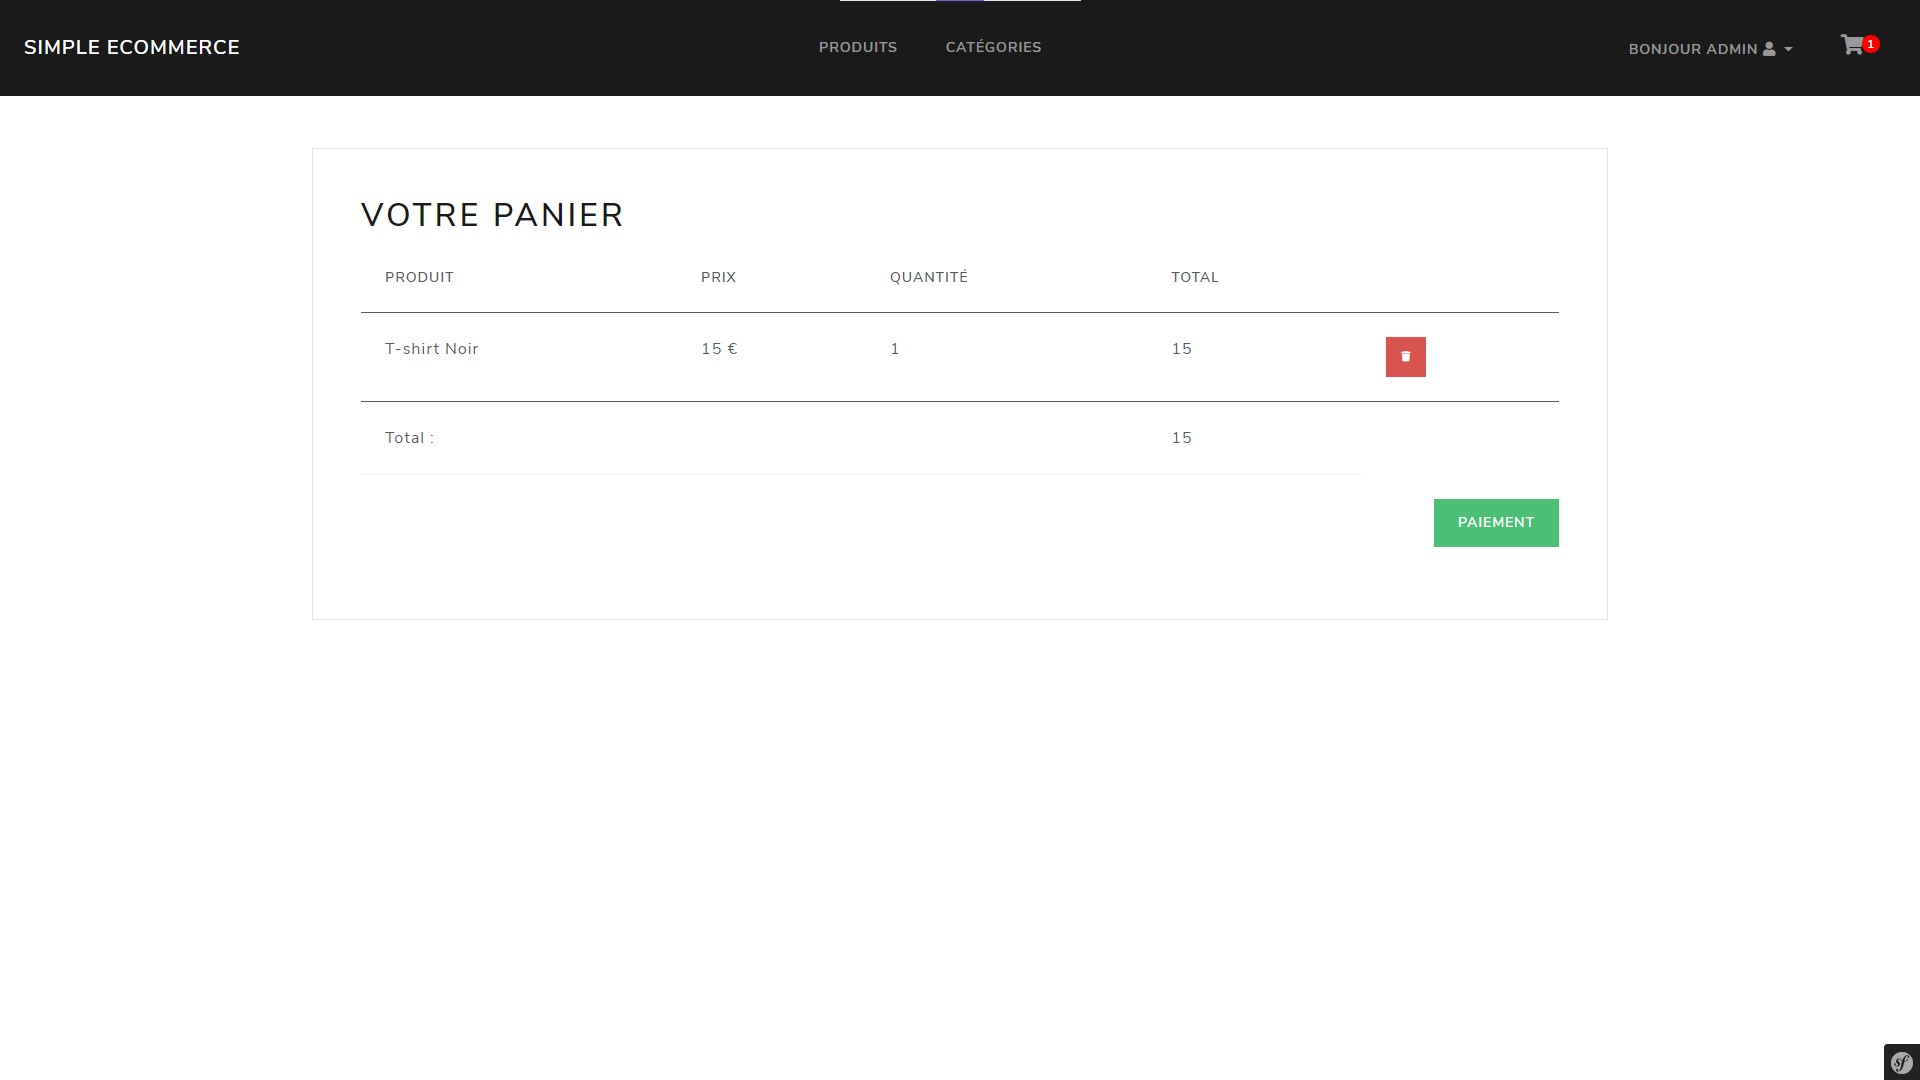 SIMPLE ECOMMERCE
PRODUITS CATÉGORIES
BONJOUR ADMIN
1
VOTRE PANIER
PRODUIT PRIX QUANTITÉ TOTAL
T-shirt Noir 15 € 1 15
Total : 15
PAIEMENT
sf